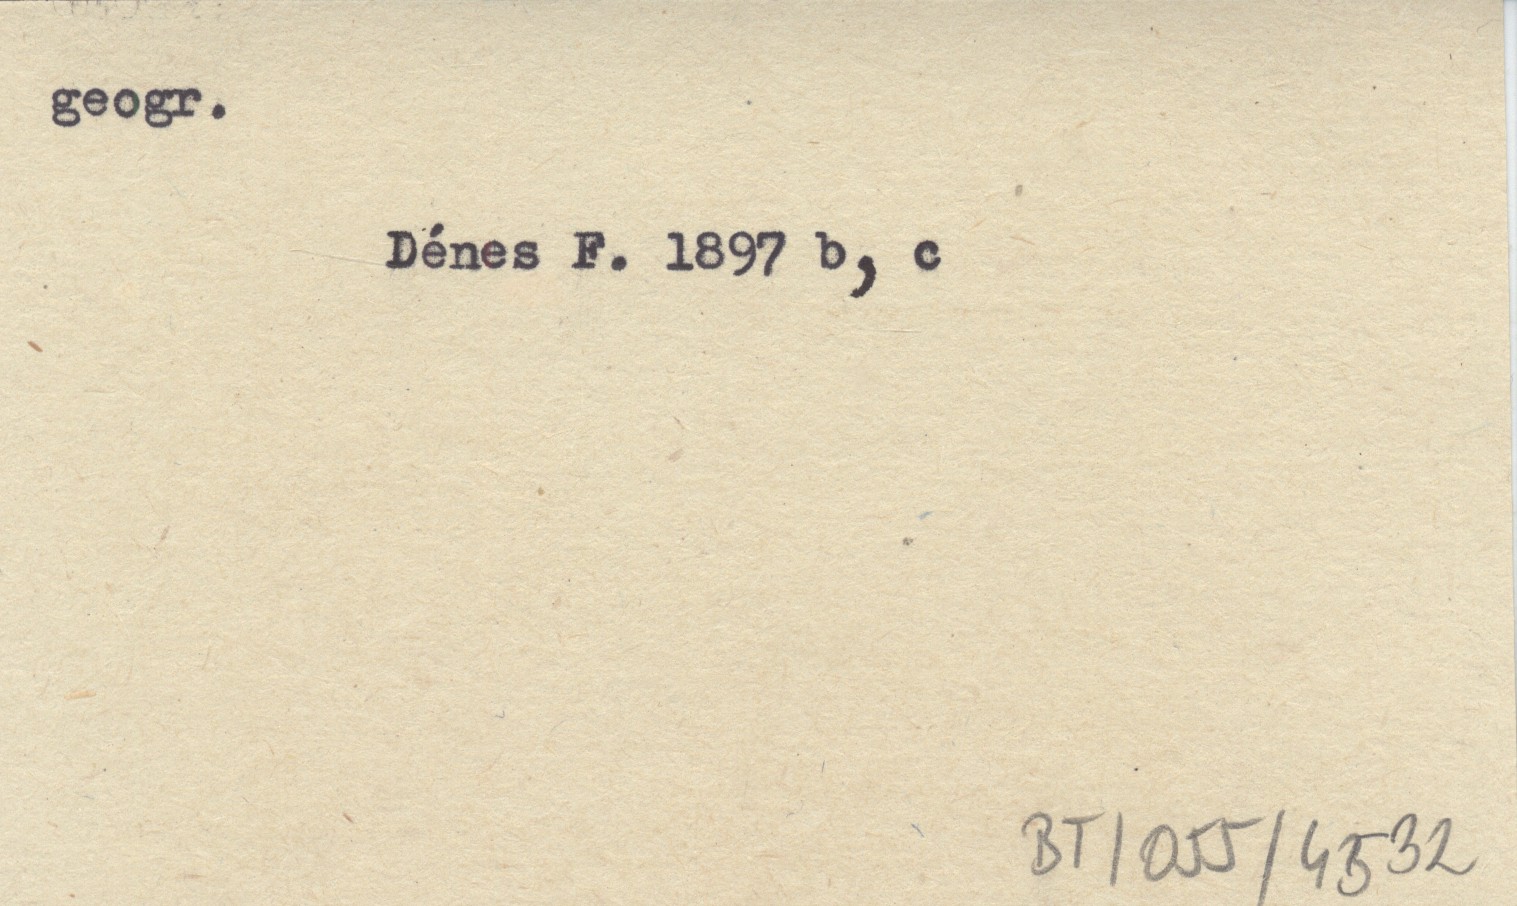 geogr.
Dénes F. 1897 b, c
BT/055/4532